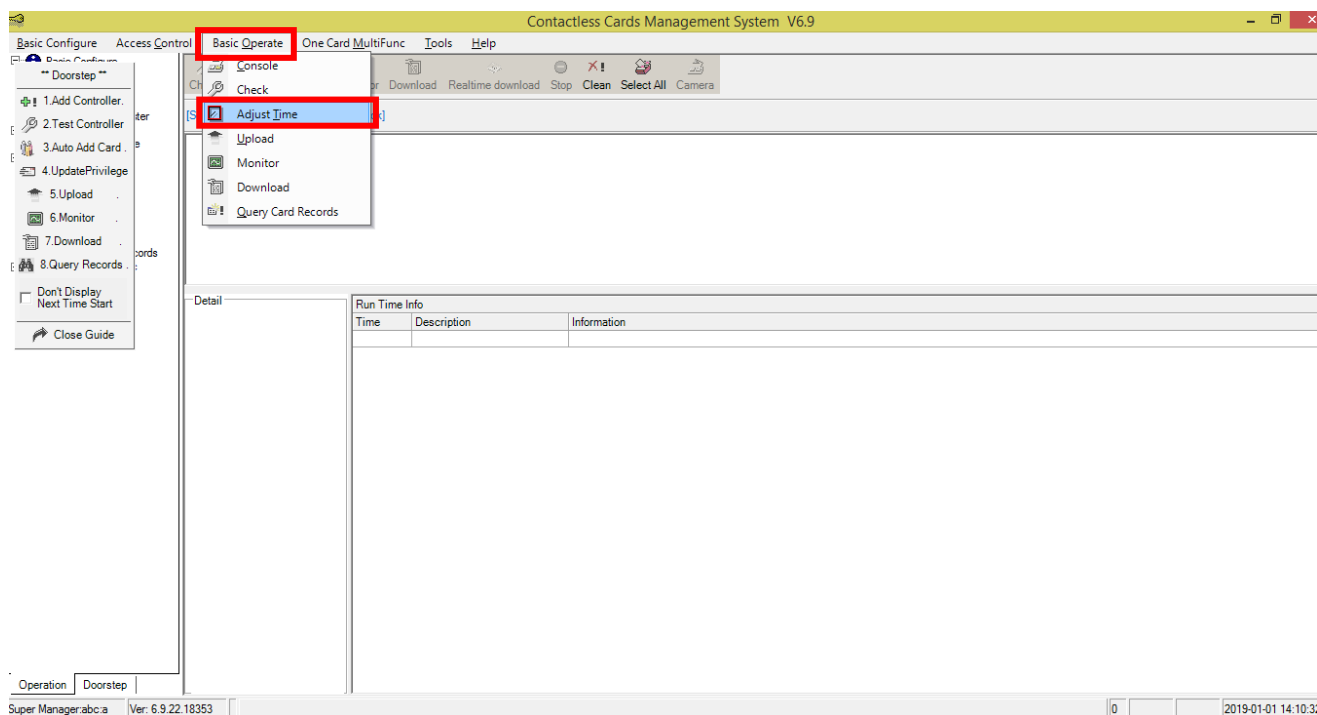 Contactless Cards Management System V6.9
Basic Configure Access Control Basic Operate One Card MultiFunc Tools Help
Basic Configure
** Doorstep **
1.Add Controller.
2.Test Controller
3.Auto Add Card .
4.UpdatePrivilege
5.Upload .
6.Monitor .
7.Download .
8.Query Records .
Don't Display
Next Time Start
Close Guide
Console
Check
Adjust Time
Upload
Monitor
Download
Query Card Records
Download Realtime download Stop Clean Select All Camera
Detail
Run Time Info
Time Description Information
Operation Doorstep
Super Manager:abc:a Ver: 6.9.22.18353 0 2019-01-01 14:10:32